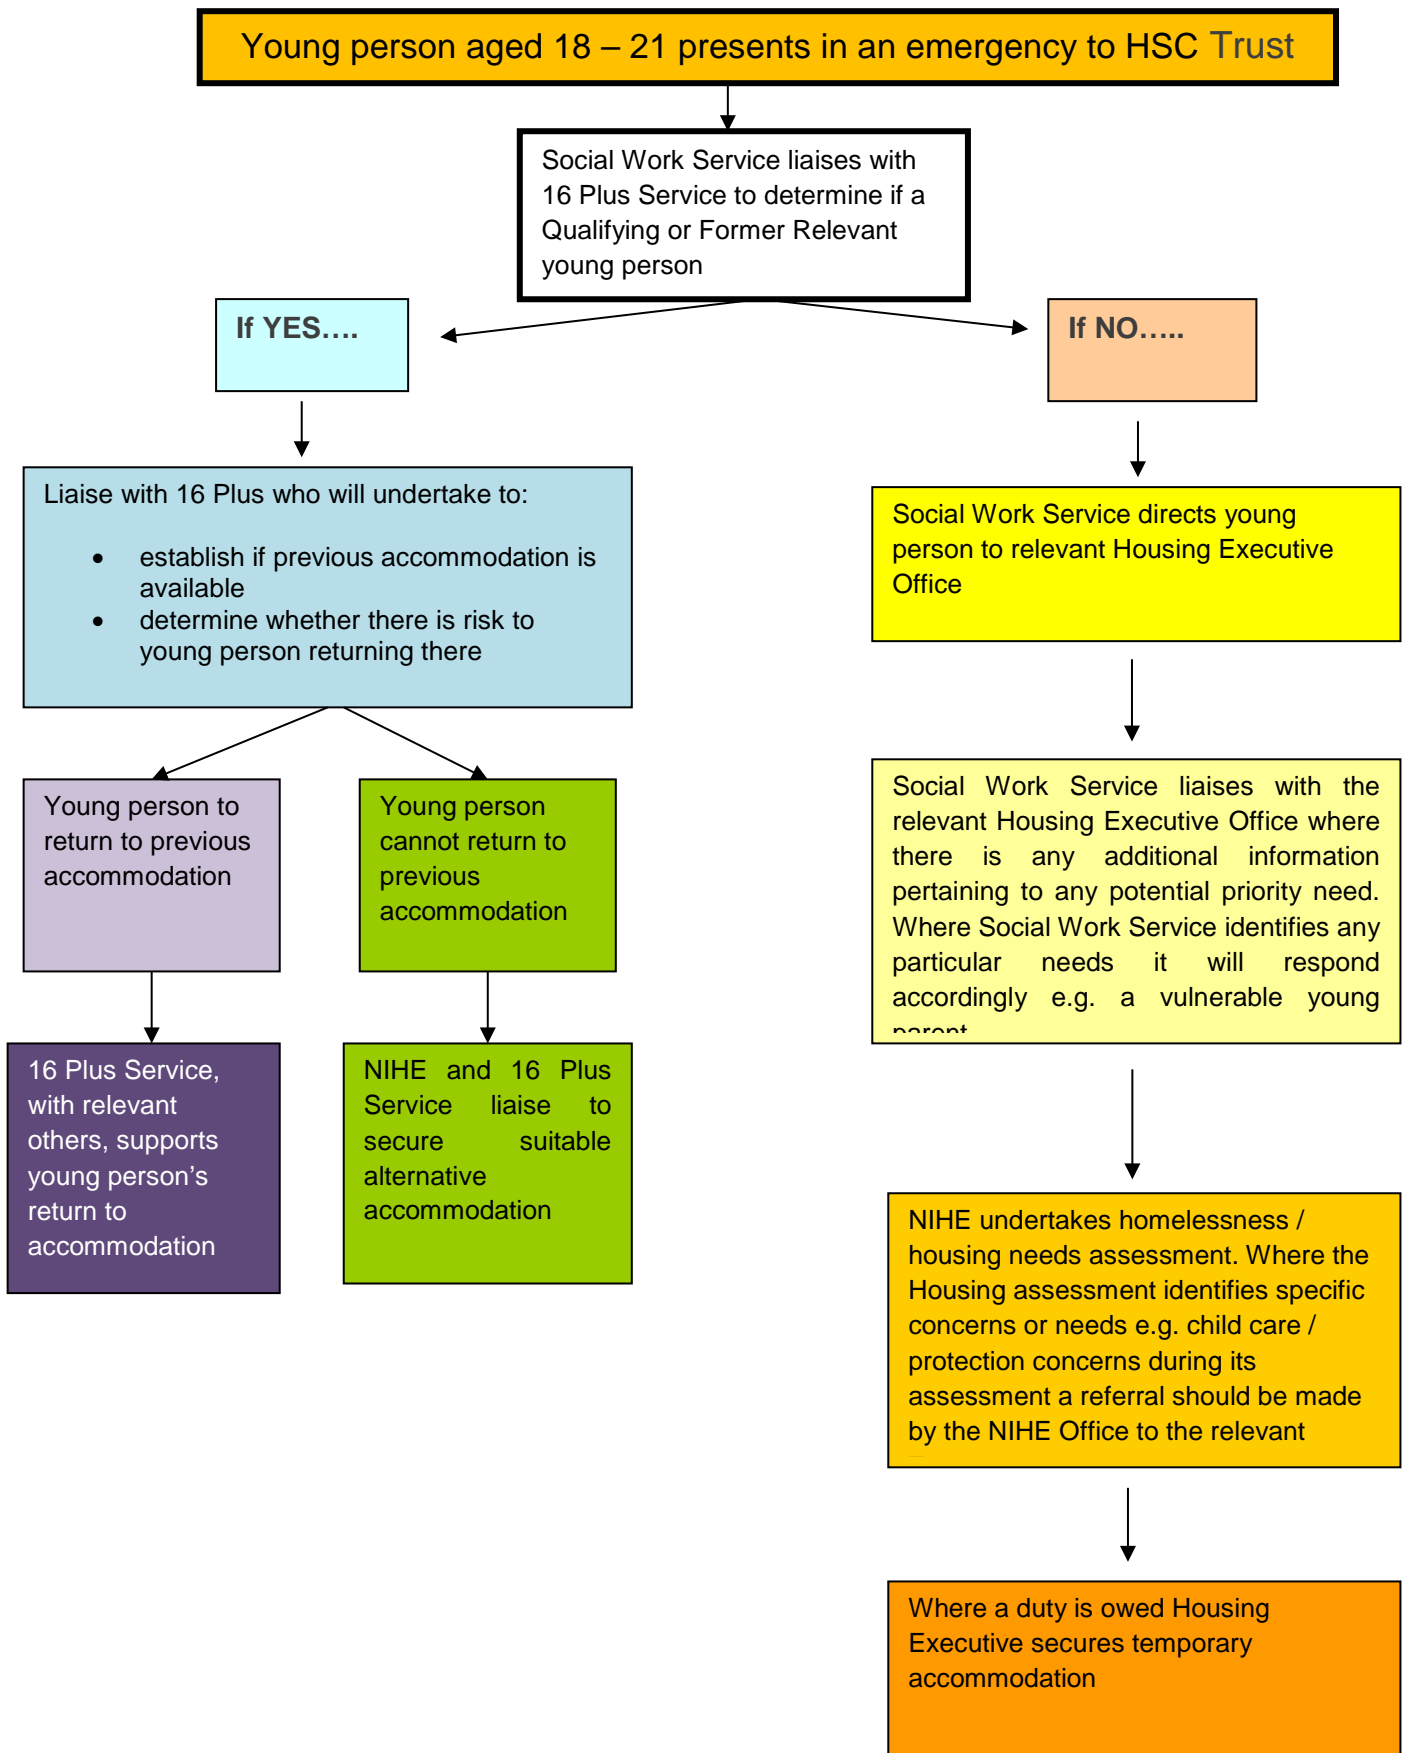 Young person aged 18 – 21 presents in an emergency to HSC Trust
Social Work Service liaises with
16 Plus Service to determine if a
Qualifying or Former Relevant
young person
If YES….
If NO…..
Liaise with 16 Plus who will undertake to:
• establish if previous accommodation is
available
• determine whether there is risk to
young person returning there
Social Work Service directs young
person to relevant Housing Executive
Office
Young person to
return to previous
accommodation
Young person
cannot return to
previous
accommodation
Social Work Service liaises with the
relevant Housing Executive Office where
there is any additional information
pertaining to any potential priority need.
Where Social Work Service identifies any
particular needs it will respond
accordingly e.g. a vulnerable young
parent
16 Plus Service,
with relevant
others, supports
young person’s
return to
accommodation
NIHE and 16 Plus
Service liaise to
secure suitable
alternative
accommodation
NIHE undertakes homelessness /
housing needs assessment. Where the
Housing assessment identifies specific
concerns or needs e.g. child care /
protection concerns during its
assessment a referral should be made
by the NIHE Office to the relevant
Where a duty is owed Housing
Executive secures temporary
accommodation